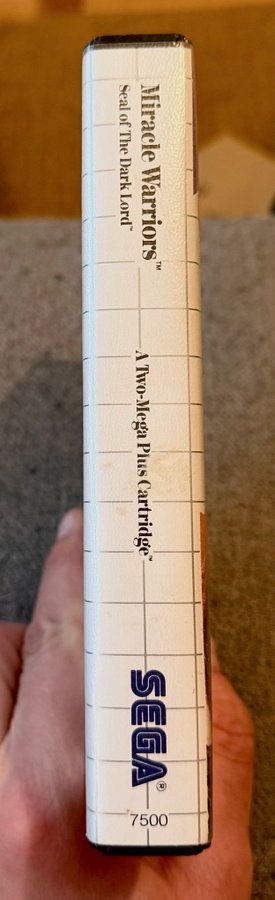 Miracle Warriors™
Seal of The Dark Lord™
A Two-Mega Plus Cartridge™
SEGA®
7500